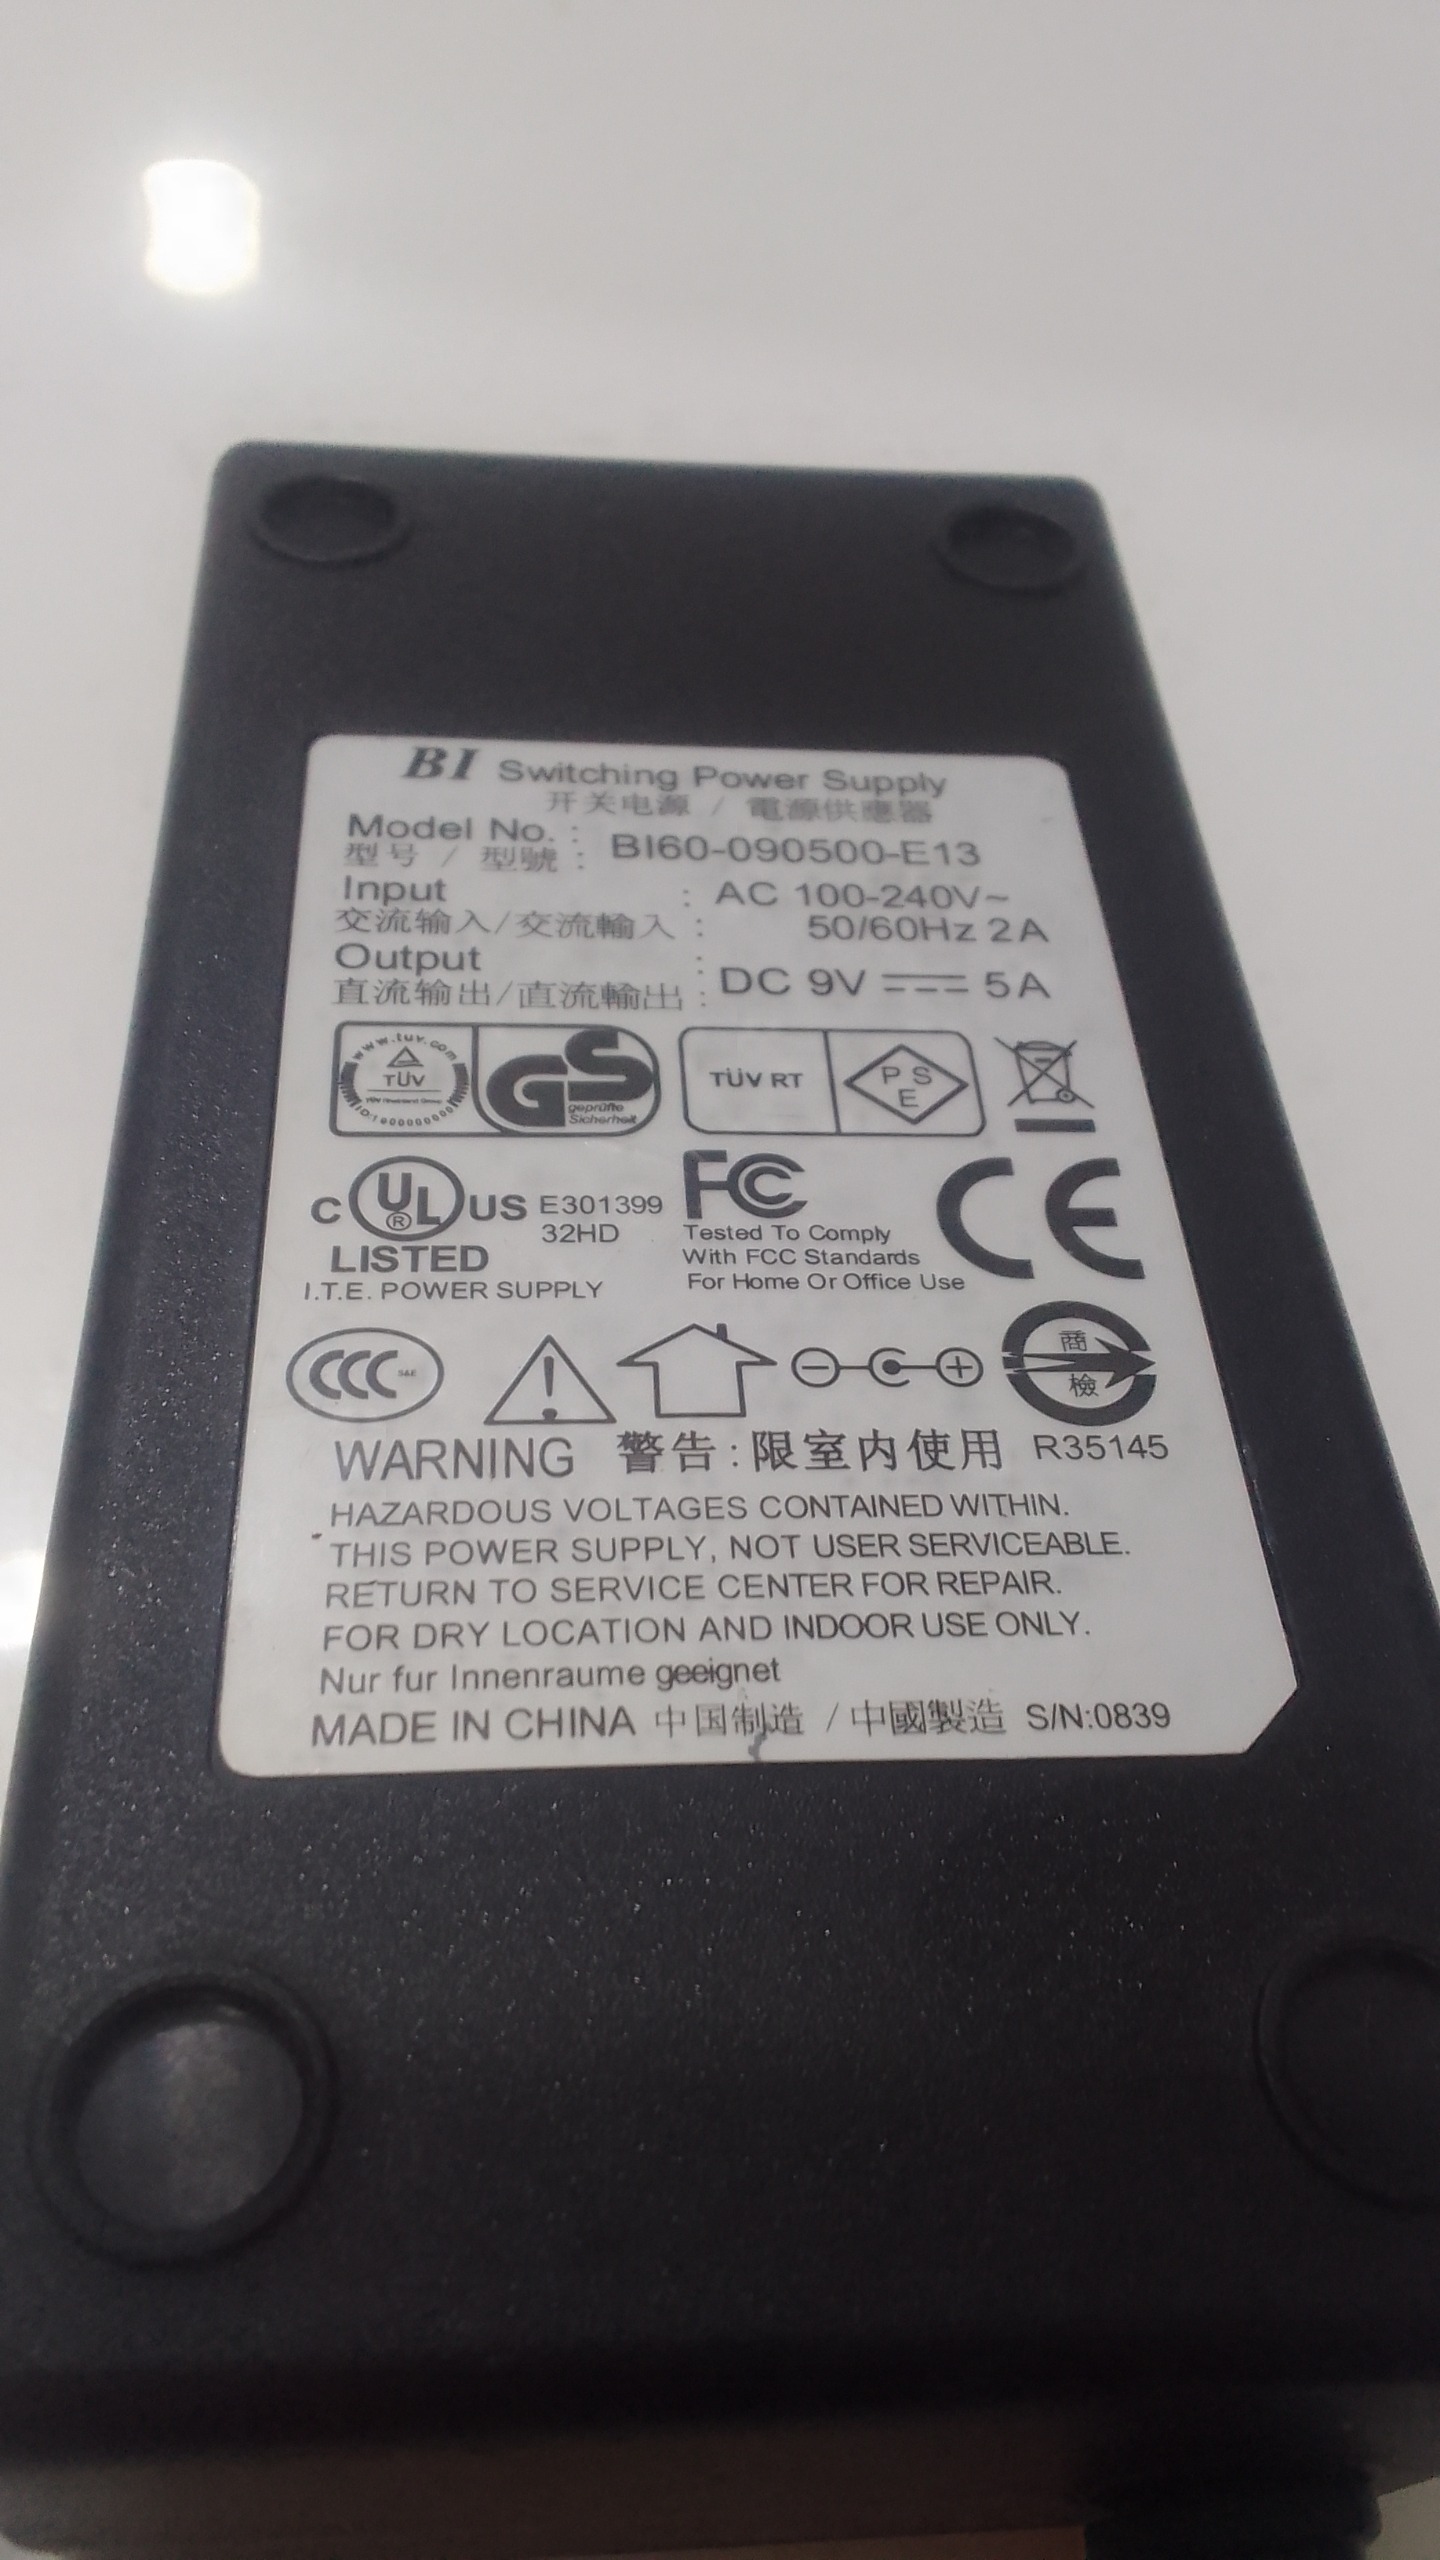 BI Switching Power Supply
开关电源 / 電源供應器
Model No. : BI60-090500-E13
型号 / 型號 :
Input : AC 100-240V~
交流输入/交流輸入 : 50/60Hz 2A
Output : DC 9V ⎓ 5A
直流输出/直流輸出 :
www.tuv.com
TÜV
GS
geprüfte
Sicherheit
TÜV RT
PS
E
C UL US E301399
® 32HD
LISTED
I.T.E. POWER SUPPLY
FC
Tested To Comply
With FCC Standards
For Home Or Office Use
CE
CCC S&E
!
商
檢
WARNING 警告:限室内使用 R35145
HAZARDOUS VOLTAGES CONTAINED WITHIN.
THIS POWER SUPPLY, NOT USER SERVICEABLE.
RETURN TO SERVICE CENTER FOR REPAIR.
FOR DRY LOCATION AND INDOOR USE ONLY.
Nur fur Innenraume geeignet
MADE IN CHINA 中国制造 / 中國製造 S/N:0839